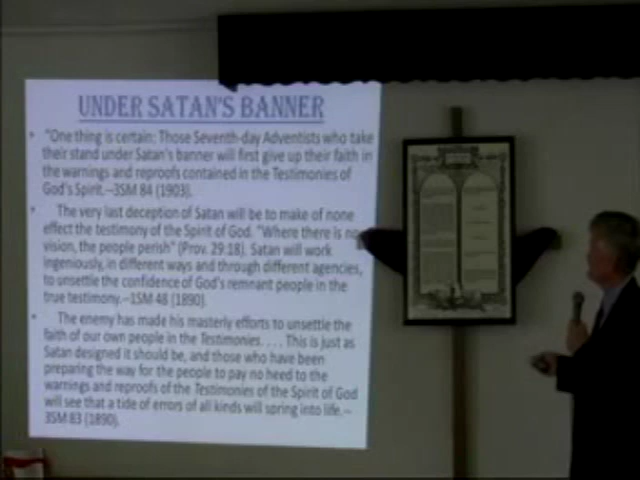 UNDER SATAN'S BANNER
• "One thing is certain: Those Seventh-day Adventists who take
their stand under Satan's banner will first give up their faith in
the warnings and reproofs contained in the Testimonies of
God's Spirit.–3SM 84 (1903).
• The very last deception of Satan will be to make of none
effect the testimony of the Spirit of God. "Where there is no
vision, the people perish" (Prov. 29:18). Satan will work
ingeniously, in different ways and through different agencies,
to unsettle the confidence of God's remnant people in the
true testimony.–1SM 48 (1890).
• The enemy has made his masterly efforts to unsettle the
faith of our own people in the Testimonies. . . . This is just as
Satan designed it should be, and those who have been
preparing the way for the people to pay no heed to the
warnings and reproofs of the Testimonies of the Spirit of God
will see that a tide of errors of all kinds will spring into life.–
3SM 83 (1890).